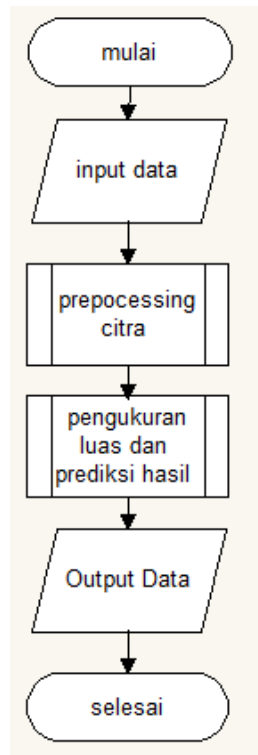 mulai
input data
prepocessing
citra
pengukuran
luas dan
prediksi hasil
Output Data
selesai